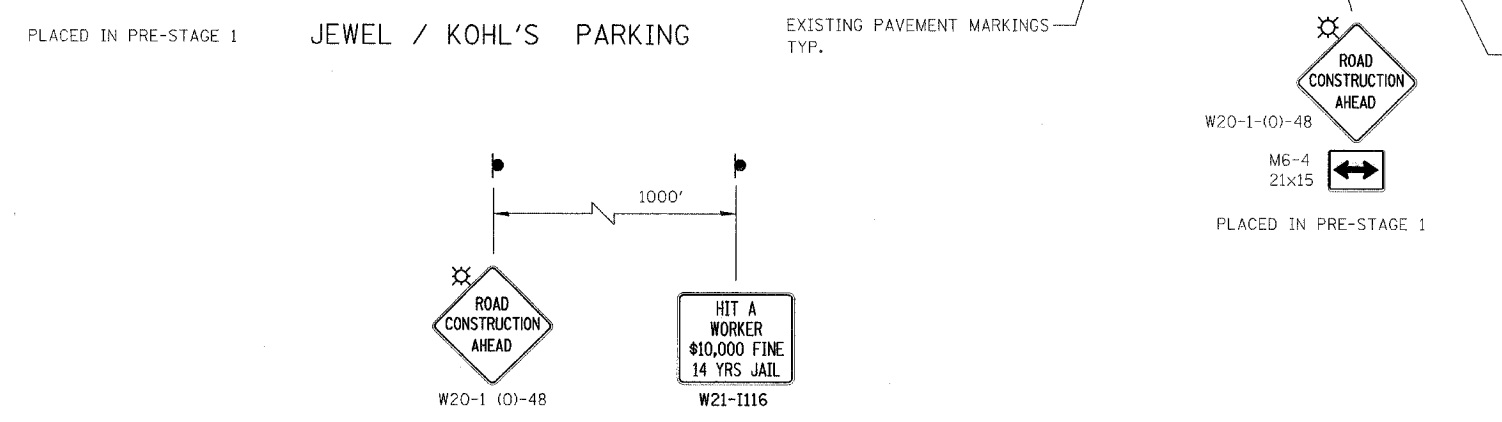 PLACED IN PRE-STAGE 1
JEWEL / KOHL'S PARKING
EXISTING PAVEMENT MARKINGS
TYP.
ROAD
CONSTRUCTION
AHEAD
W20-1-(O)-48
M6-4
21x15
PLACED IN PRE-STAGE 1
1000'
ROAD
CONSTRUCTION
AHEAD
W20-1 (O)-48
HIT A
WORKER
$10,000 FINE
14 YRS JAIL
W21-I116